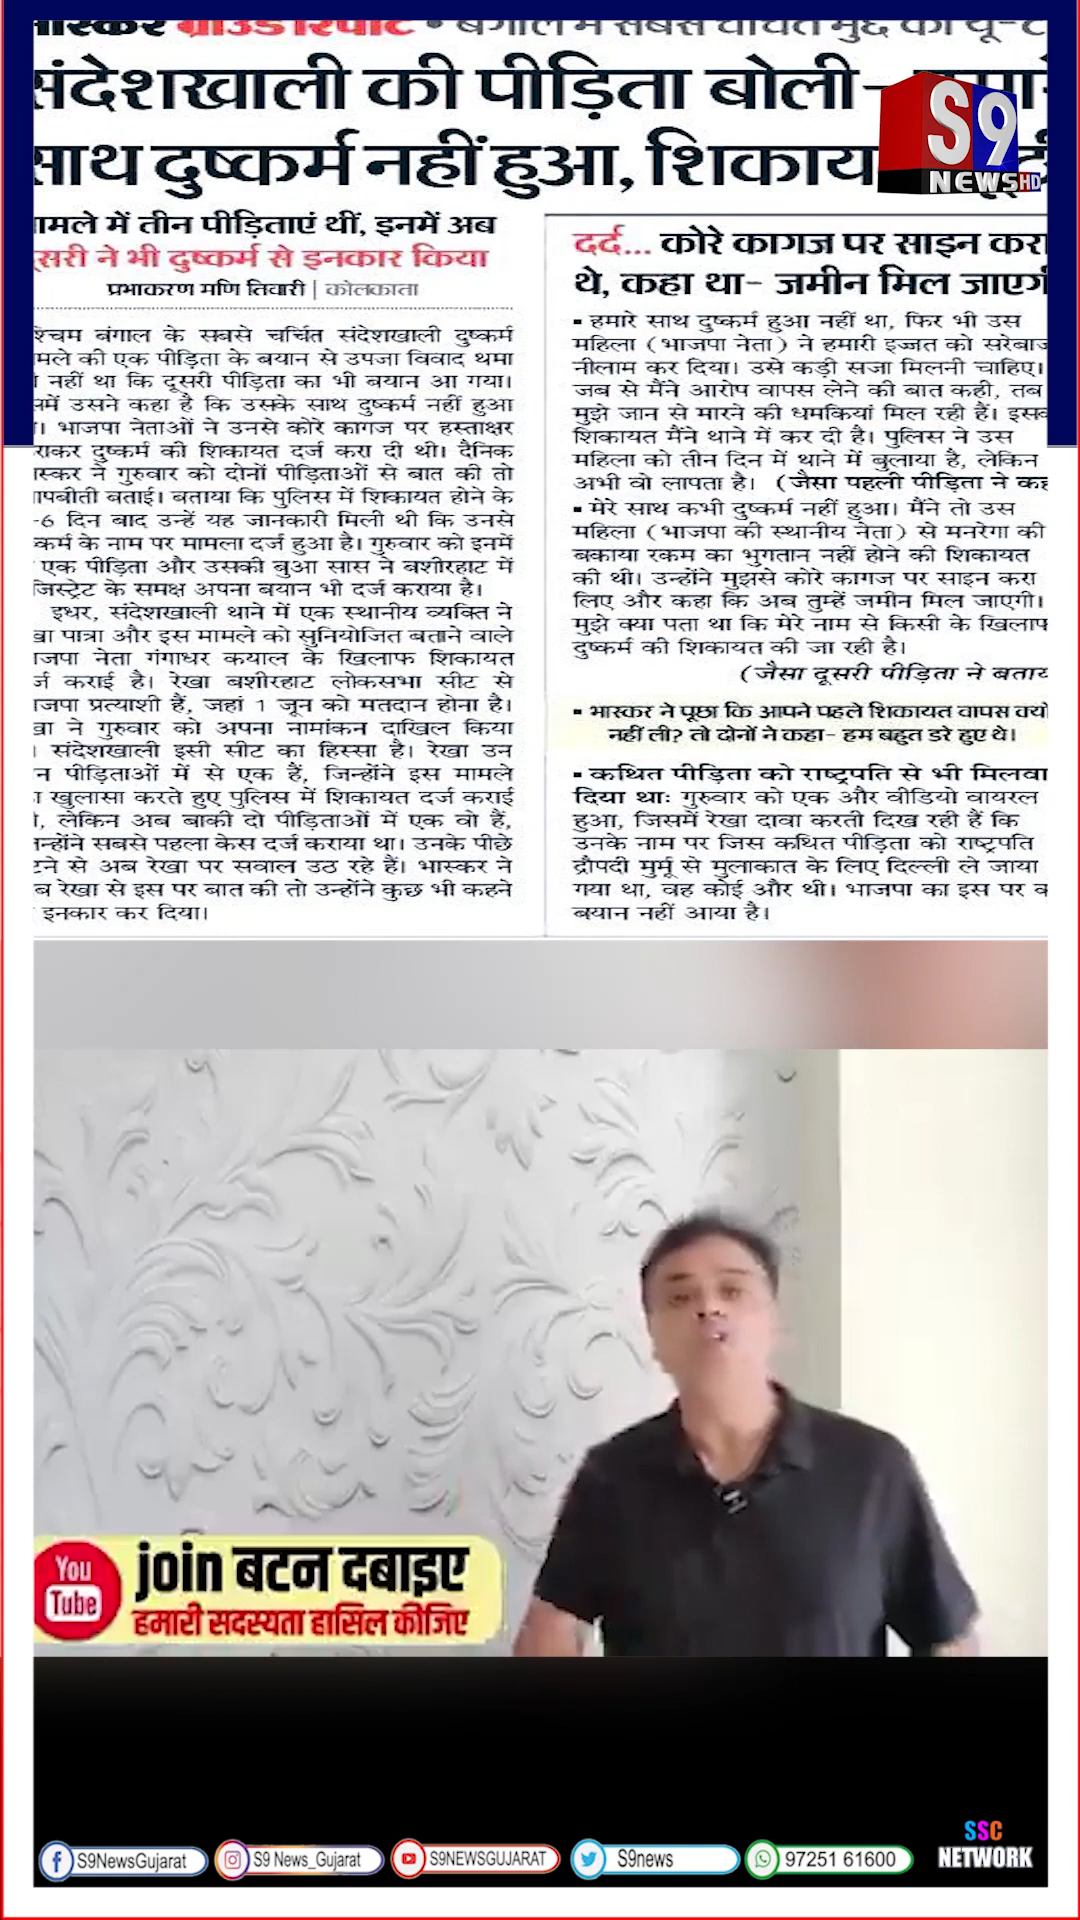 भास्कर ग्राउंड रिपोर्ट • बंगाल में सबसे चर्चित मुद्दे का यू-ट
संदेशखाली की पीड़िता बोली-
साथ दुष्कर्म नहीं हुआ, शिकाय
S9
NEWS HD
ामले में तीन पीड़िताएं थीं, इनमें अब
सरी ने भी दुष्कर्म से इनकार किया
प्रभाकरण मणि तिवारी | कोलकाता
श्चिम बंगाल के सबसे चर्चित संदेशखाली दुष्कर्म
मले की एक पीड़िता के बयान से उपजा विवाद थमा
नहीं था कि दूसरी पीड़िता का भी बयान आ गया।
समें उसने कहा है कि उसके साथ दुष्कर्म नहीं हुआ
। भाजपा नेताओं ने उनसे कोरे कागज पर हस्ताक्षर
राकर दुष्कर्म की शिकायत दर्ज करा दी थी। दैनिक
ास्कर ने गुरुवार को दोनों पीड़िताओं से बात की तो
ापबीती बताई। बताया कि पुलिस में शिकायत होने के
-6 दिन बाद उन्हें यह जानकारी मिली थी कि उनसे
कर्म के नाम पर मामला दर्ज हुआ है। गुरुवार को इनमें
एक पीड़िता और उसकी बुआ सास ने बशीरहाट में
जिस्ट्रेट के समक्ष अपना बयान भी दर्ज कराया है।
इधर, संदेशखाली थाने में एक स्थानीय व्यक्ति ने
खा पात्रा और इस मामले को सुनियोजित बताने वाले
ाजपा नेता गंगाधर कयाल के खिलाफ शिकायत
र्ज कराई है। रेखा बशीरहाट लोकसभा सीट से
ाजपा प्रत्याशी हैं, जहां 1 जून को मतदान होना है।
खा ने गुरुवार को अपना नामांकन दाखिल किया
। संदेशखाली इसी सीट का हिस्सा है। रेखा उन
न पीड़िताओं में से एक हैं, जिन्होंने इस मामले
ा खुलासा करते हुए पुलिस में शिकायत दर्ज कराई
, लेकिन अब बाकी दो पीड़िताओं में एक वो हैं,
न्होंने सबसे पहला केस दर्ज कराया था। उनके पीछे
टने से अब रेखा पर सवाल उठ रहे हैं। भास्कर ने
ब रेखा से इस पर बात की तो उन्होंने कुछ भी कहने
इनकार कर दिया।
दर्द... कोरे कागज पर साइन करा
थे, कहा था- जमीन मिल जाएगी
▪ हमारे साथ दुष्कर्म हुआ नहीं था, फिर भी उस
महिला (भाजपा नेता) ने हमारी इज्जत को सरेबाज
नीलाम कर दिया। उसे कड़ी सजा मिलनी चाहिए।
जब से मैंने आरोप वापस लेने की बात कही, तब
मुझे जान से मारने की धमकियां मिल रही हैं। इसक
शिकायत मैंने थाने में कर दी है। पुलिस ने उस
महिला को तीन दिन में थाने में बुलाया है, लेकिन
अभी वो लापता है। (जैसा पहली पीड़िता ने कह
▪ मेरे साथ कभी दुष्कर्म नहीं हुआ। मैंने तो उस
महिला (भाजपा की स्थानीय नेता) से मनरेगा की
बकाया रकम का भुगतान नहीं होने की शिकायत
की थी। उन्होंने मुझसे कोरे कागज पर साइन करा
लिए और कहा कि अब तुम्हें जमीन मिल जाएगी।
मुझे क्या पता था कि मेरे नाम से किसी के खिलाफ
दुष्कर्म की शिकायत की जा रही है।
(जैसा दूसरी पीड़िता ने बताय
▪ भास्कर ने पूछा कि आपने पहले शिकायत वापस क्यों
नहीं ली? तो दोनों ने कहा- हम बहुत डरे हुए थे।
▪ कथित पीड़िता को राष्ट्रपति से भी मिलवा
दिया थाः गुरुवार को एक और वीडियो वायरल
हुआ, जिसमें रेखा दावा करती दिख रही हैं कि
उनके नाम पर जिस कथित पीड़िता को राष्ट्रपति
द्रौपदी मुर्मू से मुलाकात के लिए दिल्ली ले जाया
गया था, वह कोई और थी। भाजपा का इस पर क
बयान नहीं आया है।
You
Tube
join बटन दबाइए
हमारी सदस्यता हासिल कीजिए
S9NewsGujarat
S9 News_Gujarat
S9NEWSGUJARAT
S9news
97251 61600
SSC
NETWORK